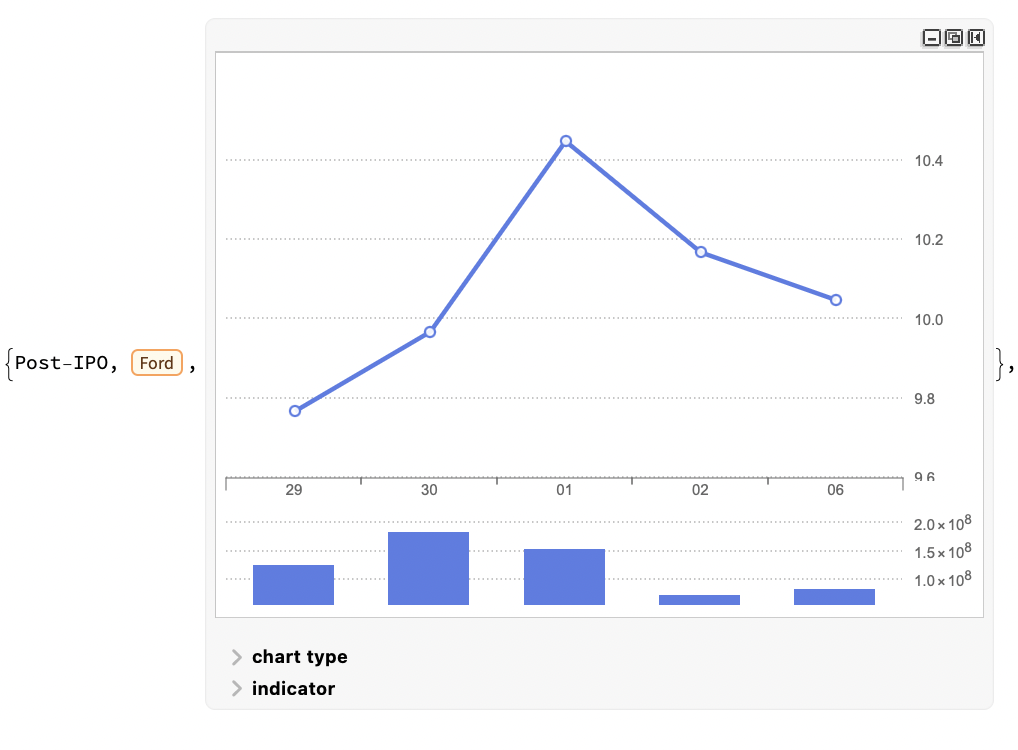 10.4
10.2
10.0
{Post-IPO, Ford , },
9.8
9.6
29 30 01 02 06
2.0×10⁸
1.5×10⁸
1.0×10⁸
chart type
indicator